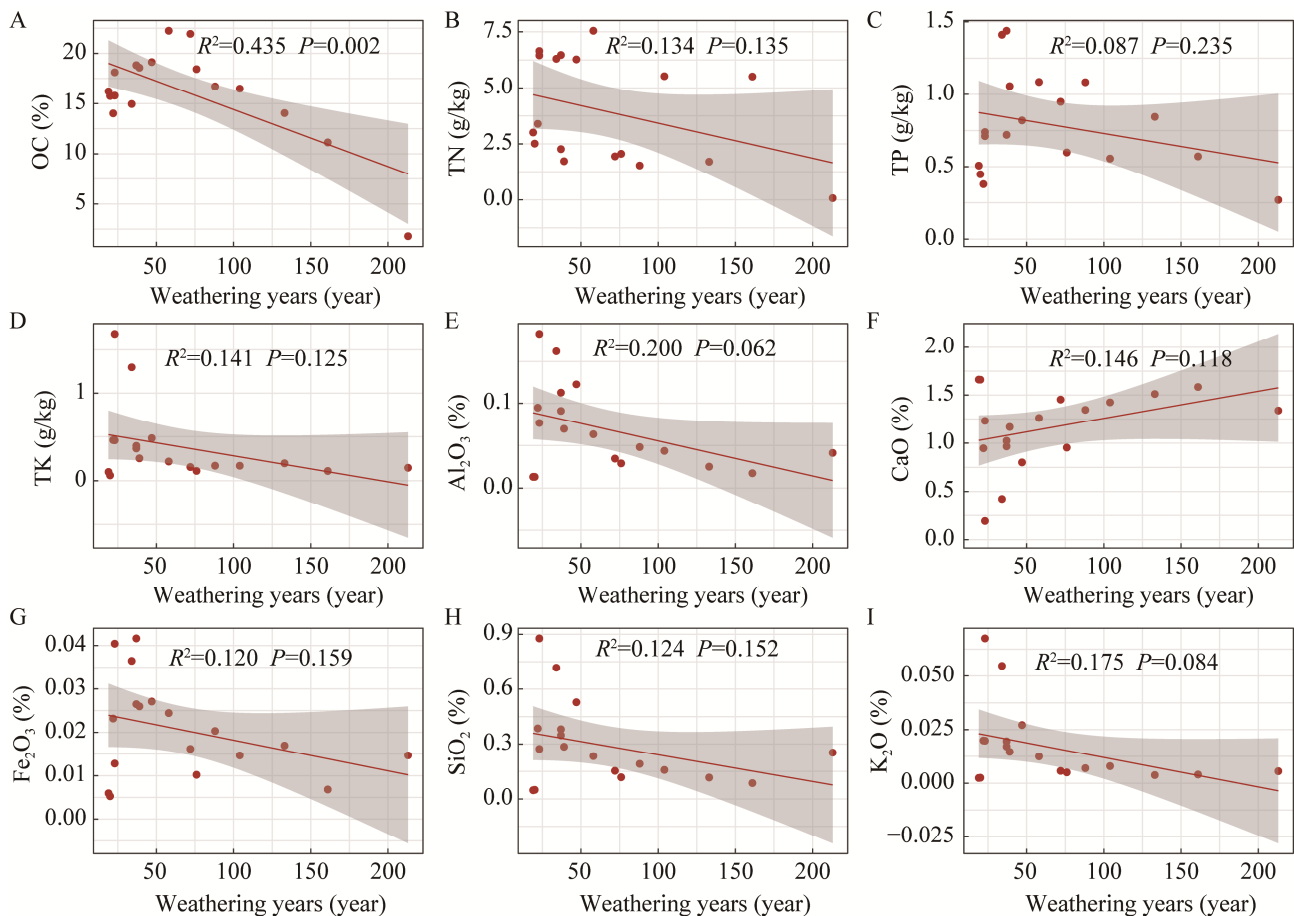 A
R²=0.435 P=0.002
OC (%)
20
15
10
5
50 100 150 200
Weathering years (year)
B
R²=0.134 P=0.135
TN (g/kg)
7.5
5.0
2.5
0.0
50 100 150 200
Weathering years (year)
C
R²=0.087 P=0.235
TP (g/kg)
1.5
1.0
0.5
0.0
50 100 150 200
Weathering years (year)
D
R²=0.141 P=0.125
TK (g/kg)
1
0
50 100 150 200
Weathering years (year)
E
R²=0.200 P=0.062
Al₂O₃ (%)
0.1
0.0
50 100 150 200
Weathering years (year)
F
R²=0.146 P=0.118
CaO (%)
2.0
1.5
1.0
0.5
0.0
50 100 150 200
Weathering years (year)
G
R²=0.120 P=0.159
Fe₂O₃ (%)
0.04
0.03
0.02
0.01
0.00
50 100 150 200
Weathering years (year)
H
R²=0.124 P=0.152
SiO₂ (%)
0.9
0.6
0.3
0.0
50 100 150 200
Weathering years (year)
I
R²=0.175 P=0.084
K₂O (%)
0.050
0.025
0.000
−0.025
50 100 150 200
Weathering years (year)